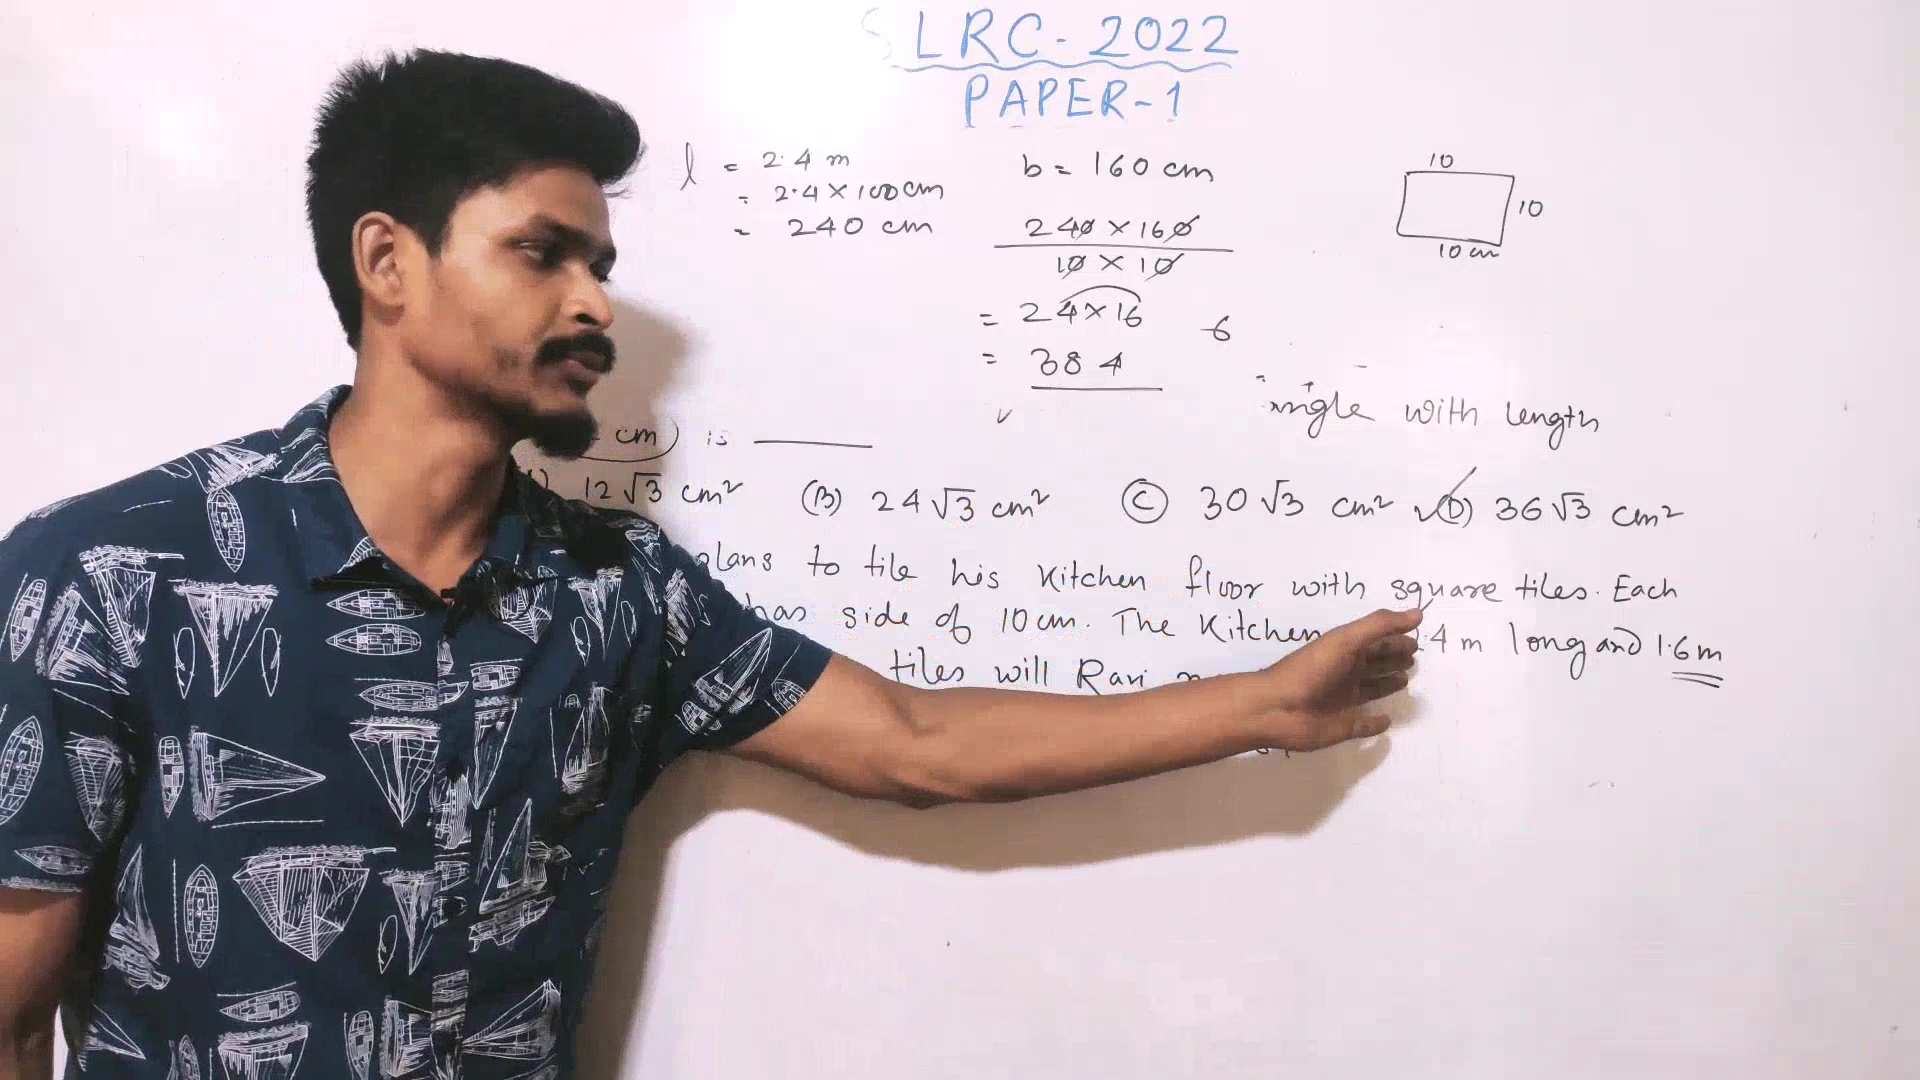 SLRC-2022
PAPER-1
l = 2.4 m
= 2.4 × 100 cm
= 240 cm
b = 160 cm
240 × 160
10 × 10
= 24 × 16
= 384
6
10
10
10 cm
angle with length
cm) is
12√3 cm² (B) 24√3 cm² (C) 30√3 cm² (D) 36√3 cm²
plans to tile his kitchen floor with square tiles. Each
has side of 10 cm. The kitchen .4 m long and 1.6 m
tiles will Ravi